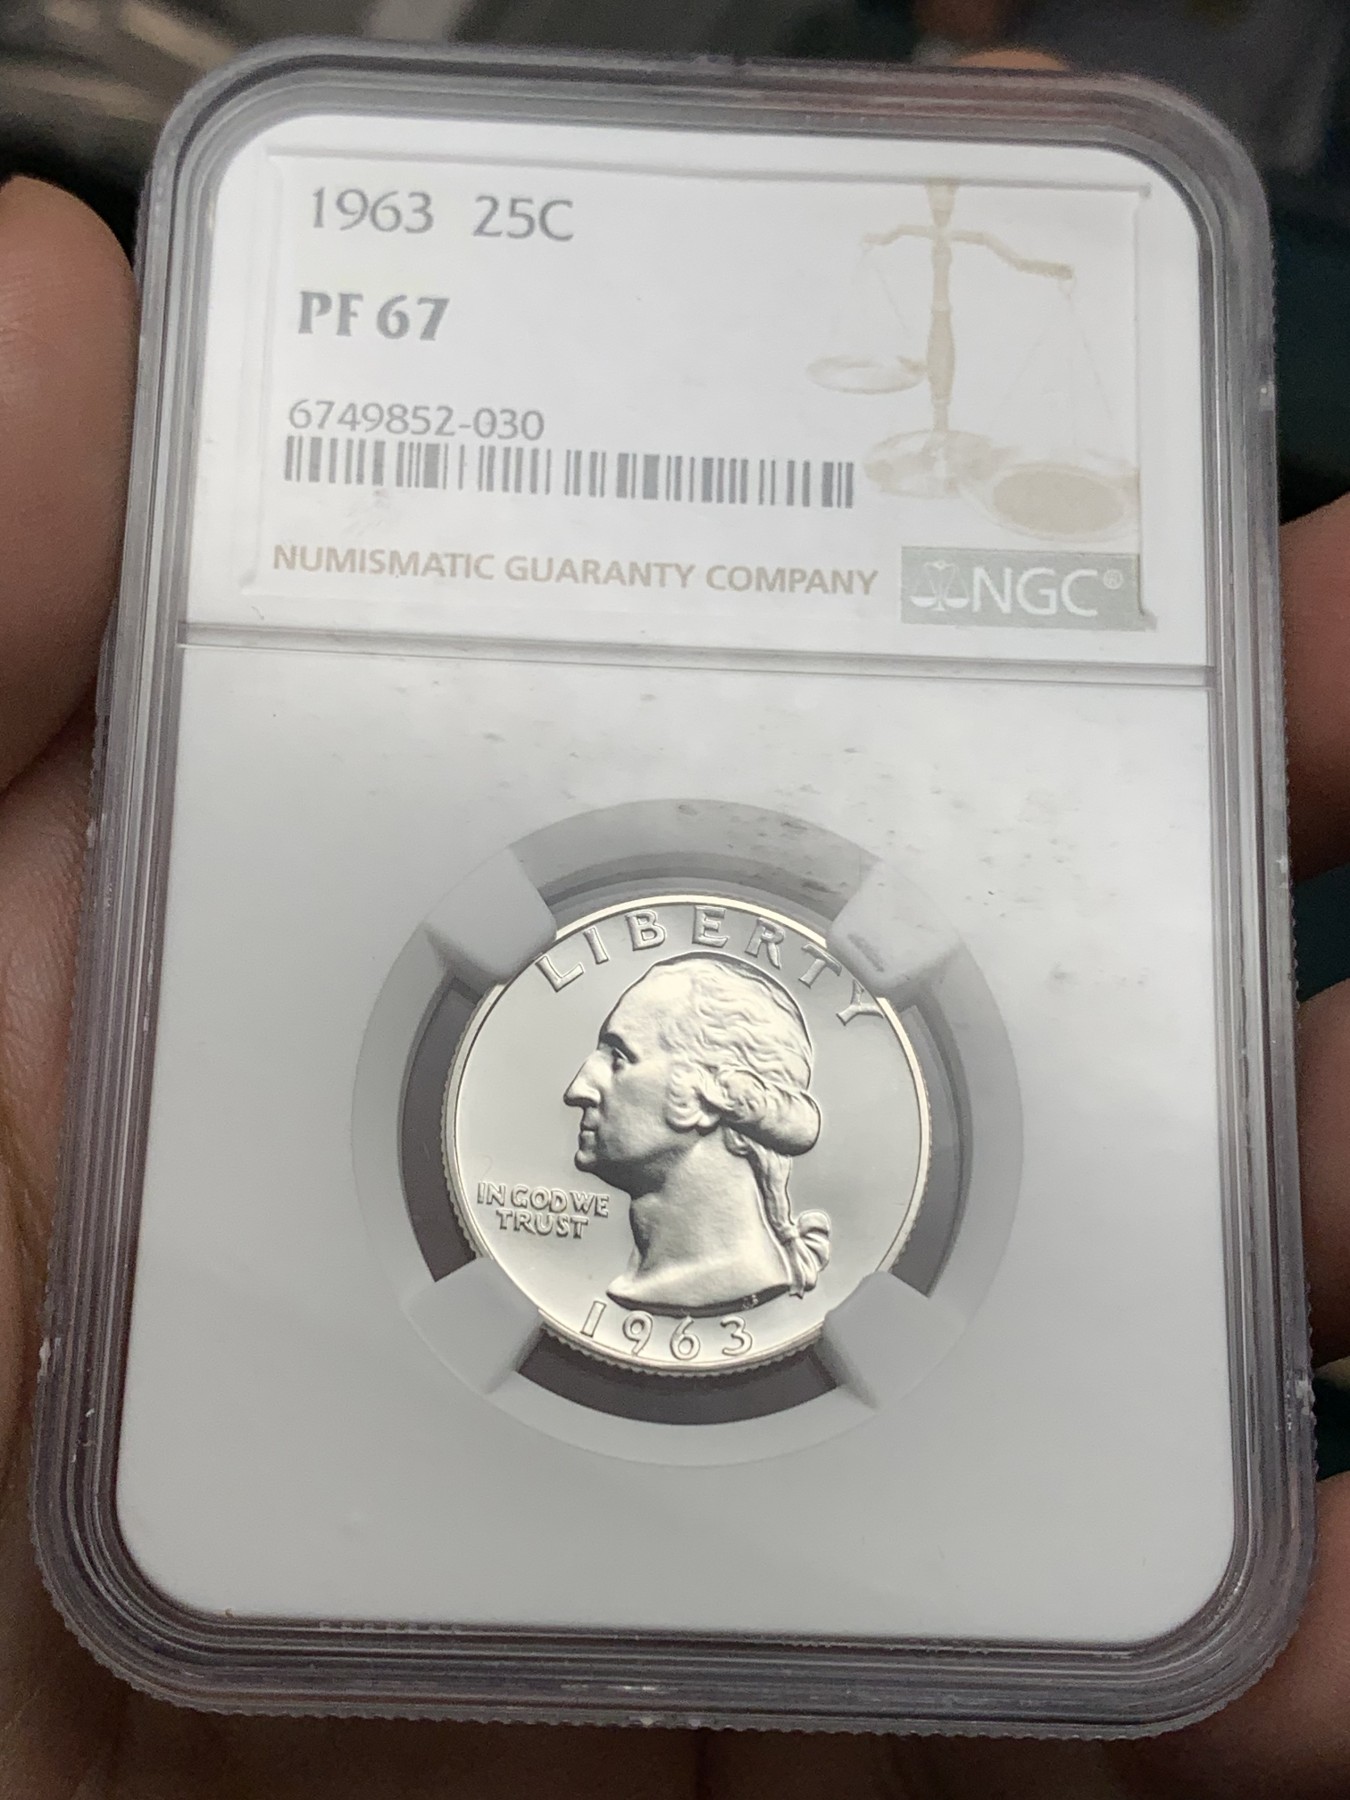 1963 25C
PF 67
6749852-030
NUMISMATIC GUARANTY COMPANY
NGC®
LIBERTY
IN GOD WE
TRUST
1963